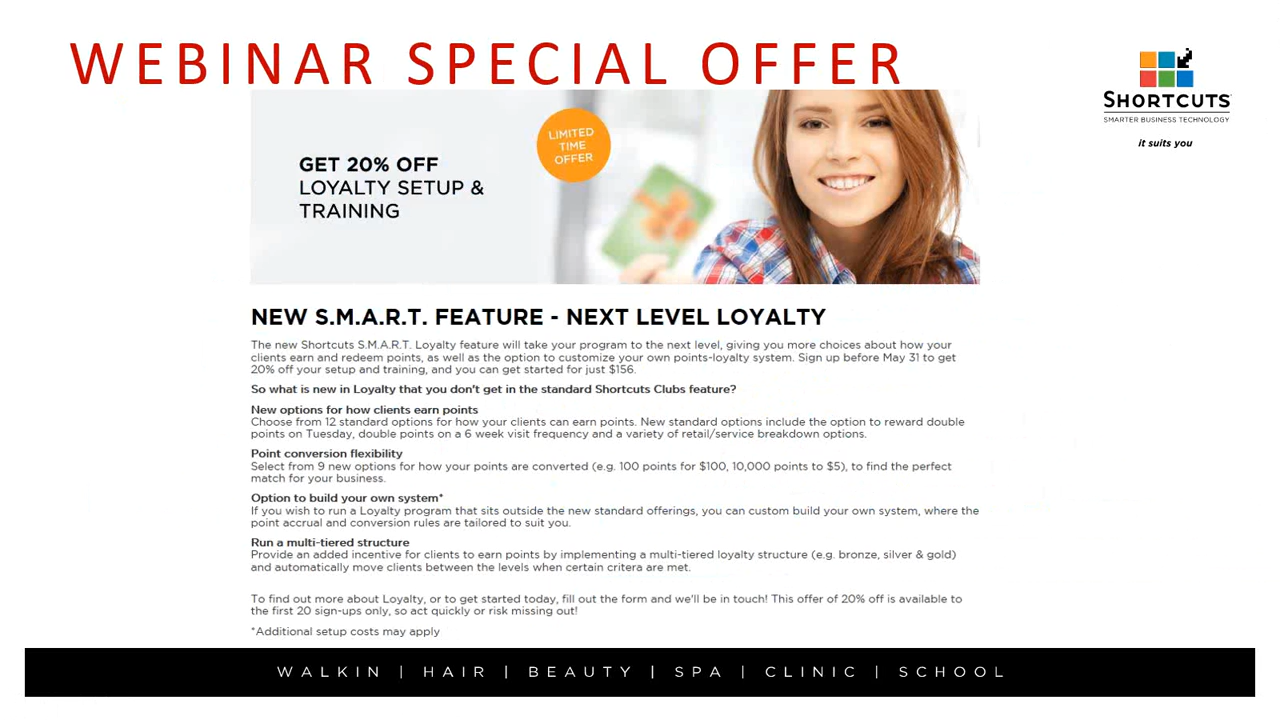 WEBINAR SPECIAL OFFER
SHORTCUTS
SMARTER BUSINESS TECHNOLOGY
it suits you
LIMITED
TIME
OFFER
GET 20% OFF
LOYALTY SETUP &
TRAINING
NEW S.M.A.R.T. FEATURE - NEXT LEVEL LOYALTY
The new Shortcuts S.M.A.R.T. Loyalty feature will take your program to the next level, giving you more choices about how your
clients earn and redeem points, as well as the option to customize your own points-loyalty system. Sign up before May 31 to get
20% off your setup and training, and you can get started for just $156.
So what is new in Loyalty that you don't get in the standard Shortcuts Clubs feature?
New options for how clients earn points
Choose from 12 standard options for how your clients can earn points. New standard options include the option to reward double
points on Tuesday, double points on a 6 week visit frequency and a variety of retail/service breakdown options.
Point conversion flexibility
Select from 9 new options for how your points are converted (e.g. 100 points for $100, 10,000 points to $5), to find the perfect
match for your business.
Option to build your own system*
If you wish to run a Loyalty program that sits outside the new standard offerings, you can custom build your own system, where the
point accrual and conversion rules are tailored to suit you.
Run a multi-tiered structure
Provide an added incentive for clients to earn points by implementing a multi-tiered loyalty structure (e.g. bronze, silver & gold)
and automatically move clients between the levels when certain critera are met.
To find out more about Loyalty, or to get started today, fill out the form and we'll be in touch! This offer of 20% off is available to
the first 20 sign-ups only, so act quickly or risk missing out!
*Additional setup costs may apply
WALKIN | HAIR | BEAUTY | SPA | CLINIC | SCHOOL